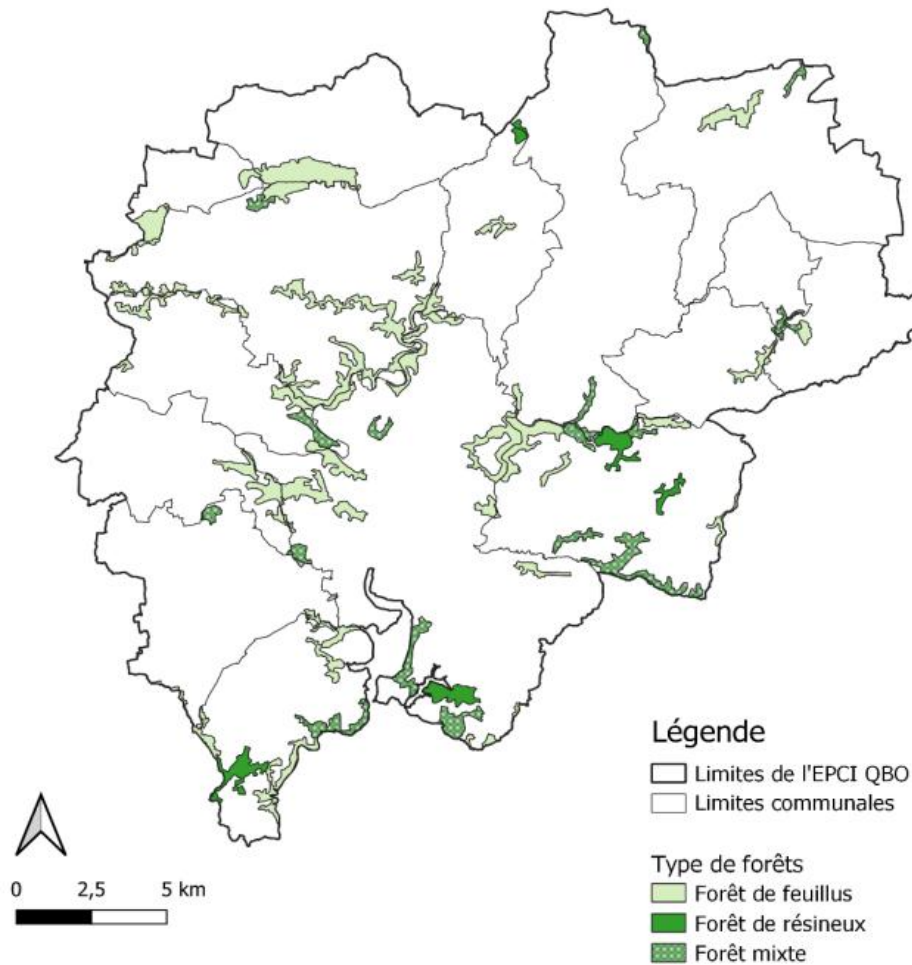 Légende
Limites de l'EPCI QBO
Limites communales
Type de forêts
Forêt de feuillus
Forêt de résineux
Forêt mixte
0 2,5 5 km